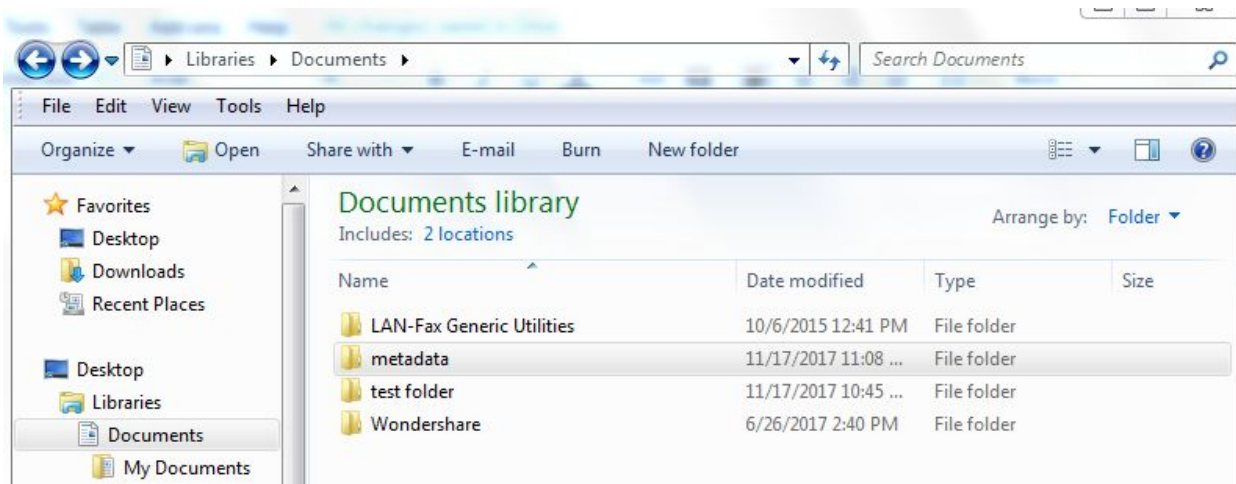 Libraries Documents Search Documents
File Edit View Tools Help
Organize Open Share with E-mail Burn New folder
Favorites
Desktop
Downloads
Recent Places
Desktop
Libraries
Documents
My Documents
Documents library
Includes: 2 locations
Arrange by: Folder
Name Date modified Type Size
LAN-Fax Generic Utilities 10/6/2015 12:41 PM File folder
metadata 11/17/2017 11:08 ... File folder
test folder 11/17/2017 10:45 ... File folder
Wondershare 6/26/2017 2:40 PM File folder